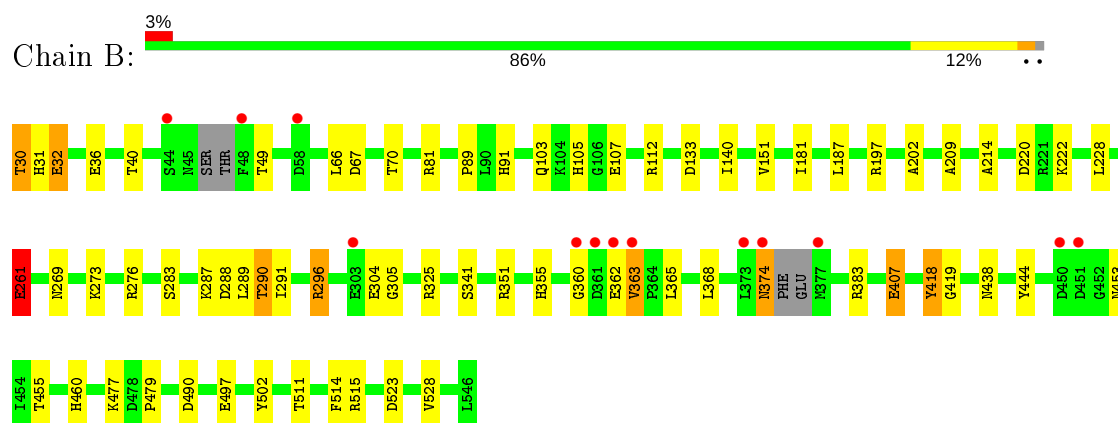 3%
Chain B:
86% 12% • •
T30 H31 E32 E36 T40 S44 N45 SER THR F48 T49 D58 L66 D67 T70 R81 P89 L90 H91 Q103 K104 H105 G106 E107 R112 D133 I140 V151 I181 L187 R197 A202 A209 A214 D220 R221 K222 L228
E261 N269 K273 R276 S283 K287 D288 L289 T290 I291 R296 E303 E304 G305 R325 S341 R351 H355 G360 D361 E362 V363 P364 L365 L368 L373 N374 PHE GLU M377 R383 E407 Y418 G419 N438 Y444 D450 D451 G452 N453
I454 T455 H460 K477 D478 P479 D490 E497 Y502 T511 F514 R515 D523 V528 L546